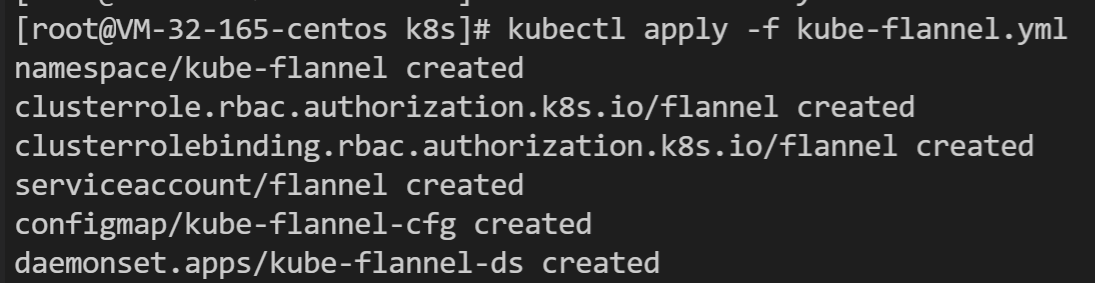 [root@VM-32-165-centos k8s]# kubectl apply -f kube-flannel.yml
namespace/kube-flannel created
clusterrole.rbac.authorization.k8s.io/flannel created
clusterrolebinding.rbac.authorization.k8s.io/flannel created
serviceaccount/flannel created
configmap/kube-flannel-cfg created
daemonset.apps/kube-flannel-ds created